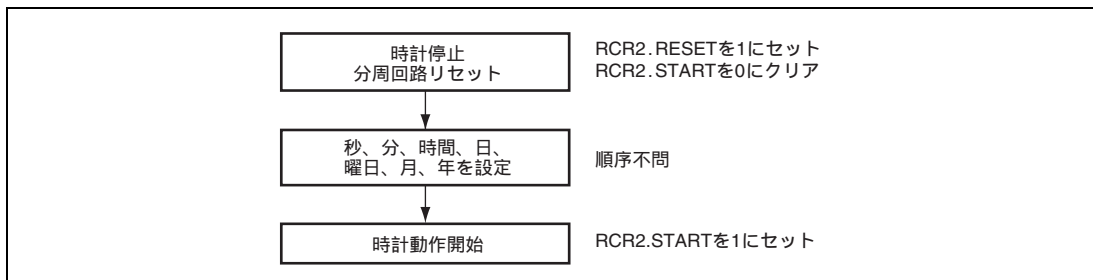 時計停止
分周回路リセット
RCR2.RESETを1にセット
RCR2.STARTを0にクリア
秒、分、時間、日、
曜日、月、年を設定
順序不問
時計動作開始
RCR2.STARTを1にセット